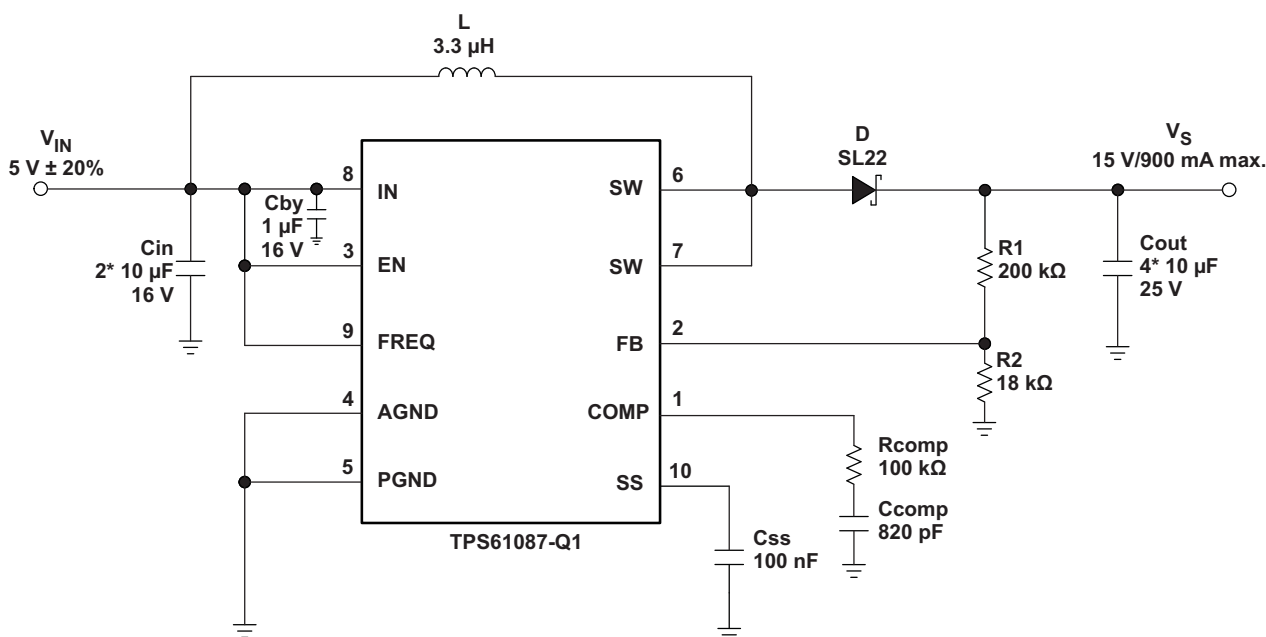 L
3.3 µH
V_IN
5 V ± 20%
D
SL22
V_S
15 V/900 mA max.
8
IN
SW
6
Cby
1 µF
16 V
Cin
2* 10 µF
16 V
3
EN
SW
7
R1
200 kΩ
Cout
4* 10 µF
25 V
9
FREQ
FB
2
R2
18 kΩ
4
AGND
COMP
1
Rcomp
100 kΩ
5
PGND
SS
10
Ccomp
820 pF
Css
100 nF
TPS61087-Q1